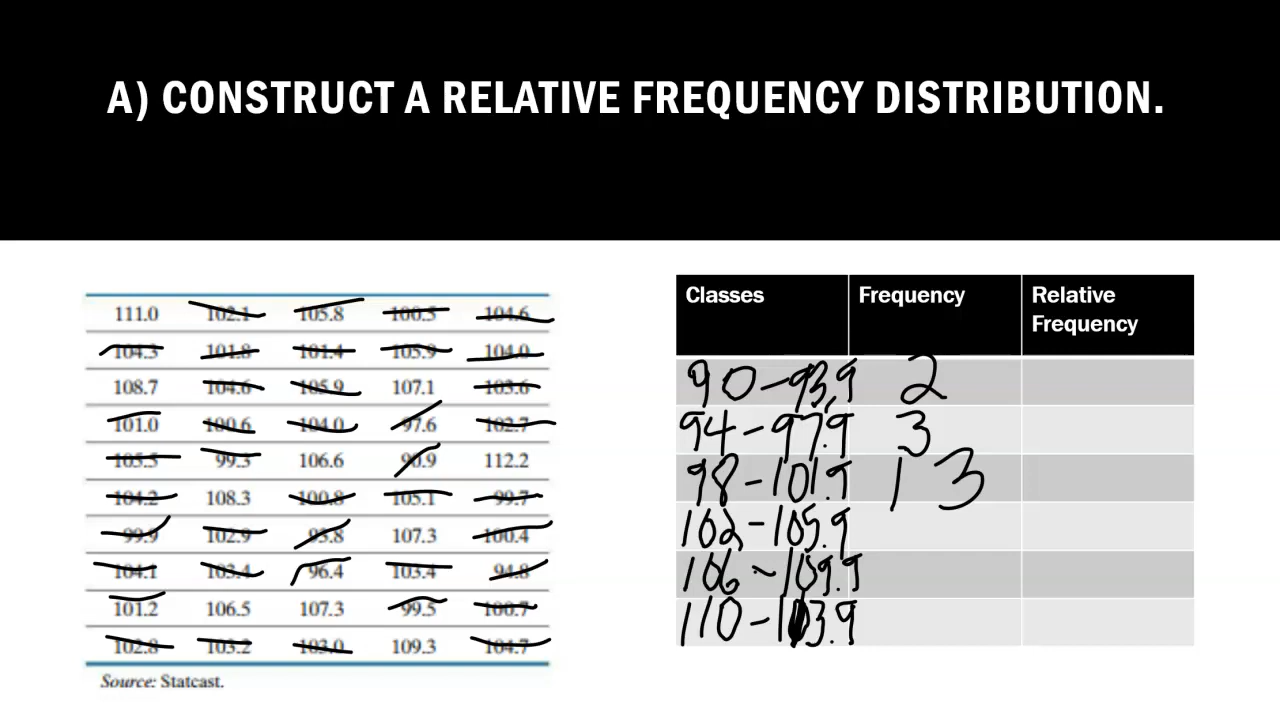 A) CONSTRUCT A RELATIVE FREQUENCY DISTRIBUTION.
111.0 102.1 105.8 100.5 104.6
104.3 101.8 101.4 105.9 104.0
108.7 104.6 105.9 107.1 103.6
101.0 100.6 104.0 97.6 102.7
105.5 99.3 106.6 90.9 112.2
104.2 108.3 100.8 105.1 99.7
99.9 102.9 93.8 107.3 100.4
104.1 103.4 96.4 103.4 94.8
101.2 106.5 107.3 99.5 100.7
102.8 103.2 103.0 109.3 104.7
Source: Statcast.
Classes Frequency Relative Frequency
90-93.9 2
94-97.9 3
98-101.9 13
102-105.9
106-109.9
110-113.9